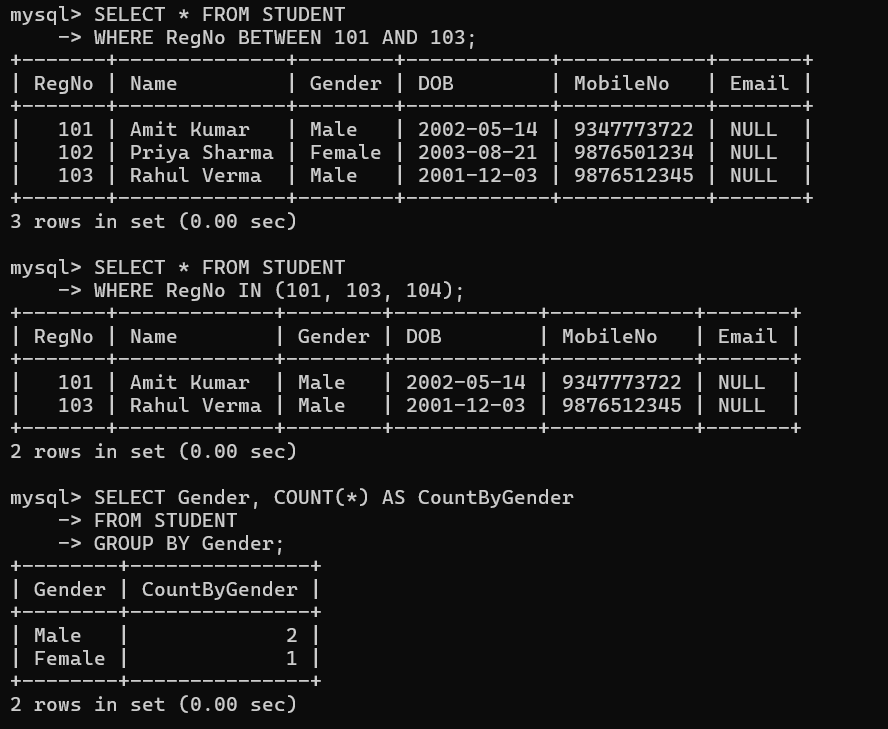 mysql> SELECT * FROM STUDENT
    -> WHERE RegNo BETWEEN 101 AND 103;
+-------+--------------+--------+------------+------------+-------+
| RegNo | Name         | Gender | DOB        | MobileNo   | Email |
+-------+--------------+--------+------------+------------+-------+
|   101 | Amit Kumar   | Male   | 2002-05-14 | 9347773722 | NULL  |
|   102 | Priya Sharma | Female | 2003-08-21 | 9876501234 | NULL  |
|   103 | Rahul Verma  | Male   | 2001-12-03 | 9876512345 | NULL  |
+-------+--------------+--------+------------+------------+-------+
3 rows in set (0.00 sec)

mysql> SELECT * FROM STUDENT
    -> WHERE RegNo IN (101, 103, 104);
+-------+-------------+--------+------------+------------+-------+
| RegNo | Name        | Gender | DOB        | MobileNo   | Email |
+-------+-------------+--------+------------+------------+-------+
|   101 | Amit Kumar  | Male   | 2002-05-14 | 9347773722 | NULL  |
|   103 | Rahul Verma | Male   | 2001-12-03 | 9876512345 | NULL  |
+-------+-------------+--------+------------+------------+-------+
2 rows in set (0.00 sec)

mysql> SELECT Gender, COUNT(*) AS CountByGender
    -> FROM STUDENT
    -> GROUP BY Gender;
+--------+---------------+
| Gender | CountByGender |
+--------+---------------+
| Male   |             2 |
| Female |             1 |
+--------+---------------+
2 rows in set (0.00 sec)